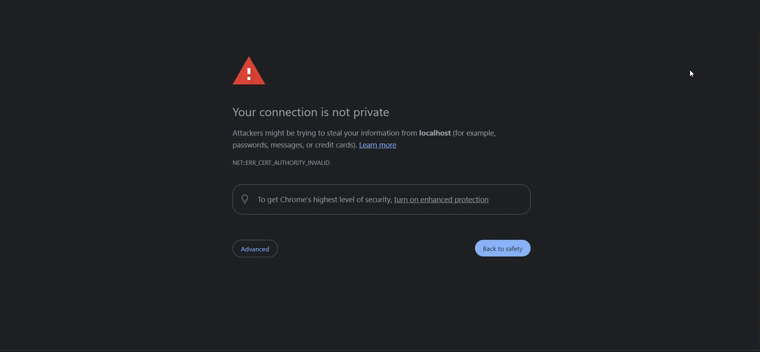 Your connection is not private
Attackers might be trying to steal your information from localhost (for example,
passwords, messages, or credit cards). Learn more
NET::ERR_CERT_AUTHORITY_INVALID
To get Chrome's highest level of security, turn on enhanced protection
Advanced
Back to safety